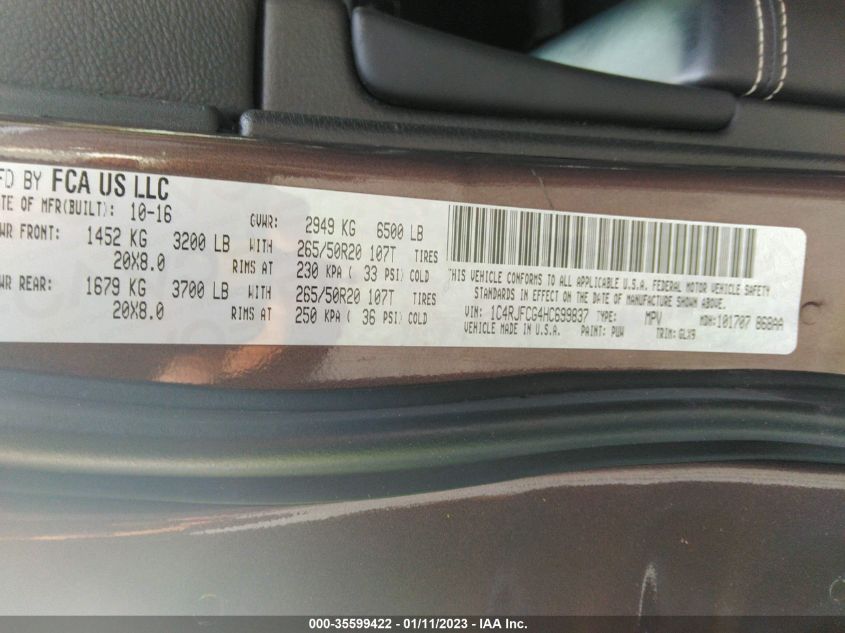 FD BY FCA US LLC
TE OF MFR(BUILT): 10-16 GVWR: 2949 KG 6500 LB
WR FRONT: 1452 KG 3200 LB WITH 265/50R20 107T TIRES
20X8.0 RIMS AT 230 KPA ( 33 PSI) COLD
WR REAR: 1679 KG 3700 LB WITH 265/50R20 107T TIRES
20X8.0 RIMS AT 250 KPA ( 36 PSI) COLD
THIS VEHICLE CONFORMS TO ALL APPLICABLE U.S.A. FEDERAL MOTOR VEHICLE SAFETY
STANDARDS IN EFFECT ON THE DATE OF MANUFACTURE SHOWN ABOVE.
VIN: 1C4RJFCG4HC699837 TYPE: MPV MDH:101707 868AA
VEHICLE MADE IN U.S.A. PAINT: PUW TRIM: GLX9
000-35599422 - 01/11/2023 - IAA Inc.